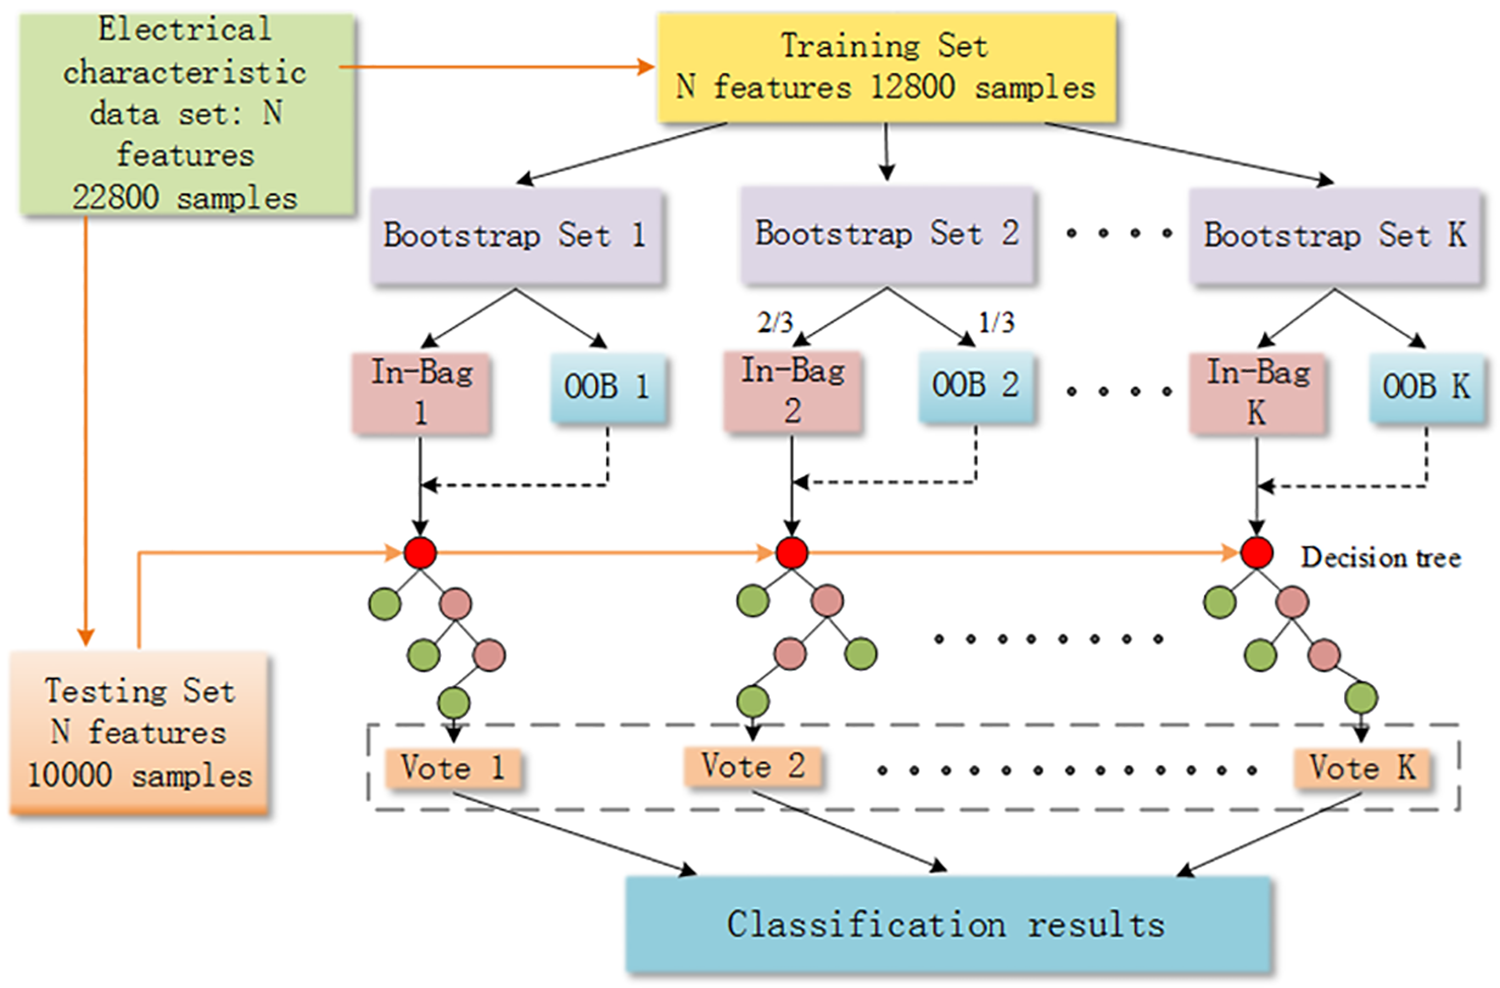 Electrical
characteristic
data set: N
features
22800 samples
Training Set
N features 12800 samples
Bootstrap Set 1
Bootstrap Set 2
Bootstrap Set K
2/3
1/3
In-Bag
1
OOB 1
In-Bag
2
OOB 2
In-Bag
K
OOB K
Decision tree
Testing Set
N features
10000 samples
Vote 1
Vote 2
Vote K
Classification results